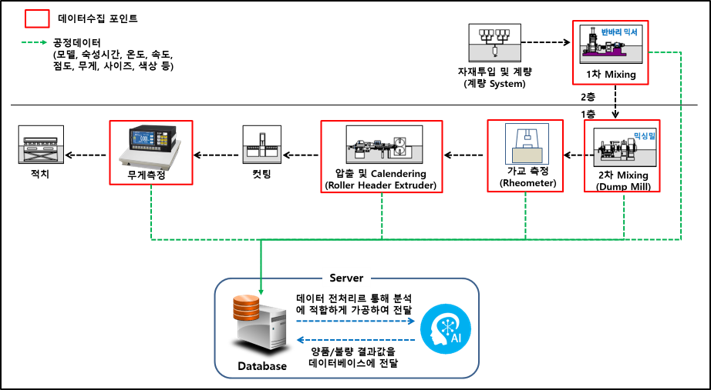 데이터수집 포인트
공정데이터
(모델, 숙성시간, 온도, 속도,
점도, 무게, 사이즈, 색상 등)
자재투입 및 계량
(계량 System)
반바리 믹서
1차 Mixing
2층
1층
적치
무게측정
컷팅
압출 및 Calendering
(Roller Header Extruder)
가교 측정
(Rheometer)
믹싱밀
2차 Mixing
(Dump Mill)
Server
데이터 전처리르 통해 분석
에 적합하게 가공하여 전달
AI
양품/불량 결과값을
데이터베이스에 전달
Database